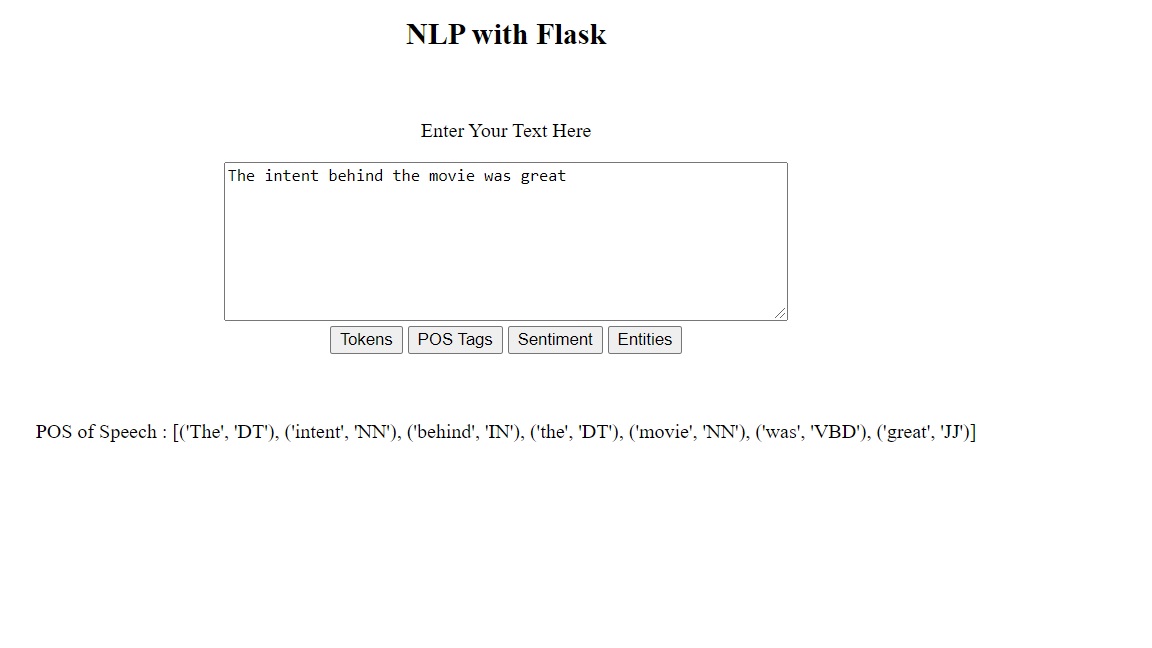 NLP with Flask
Enter Your Text Here
The intent behind the movie was great
Tokens POS Tags Sentiment Entities
POS of Speech : [('The', 'DT'), ('intent', 'NN'), ('behind', 'IN'), ('the', 'DT'), ('movie', 'NN'), ('was', 'VBD'), ('great', 'JJ')]